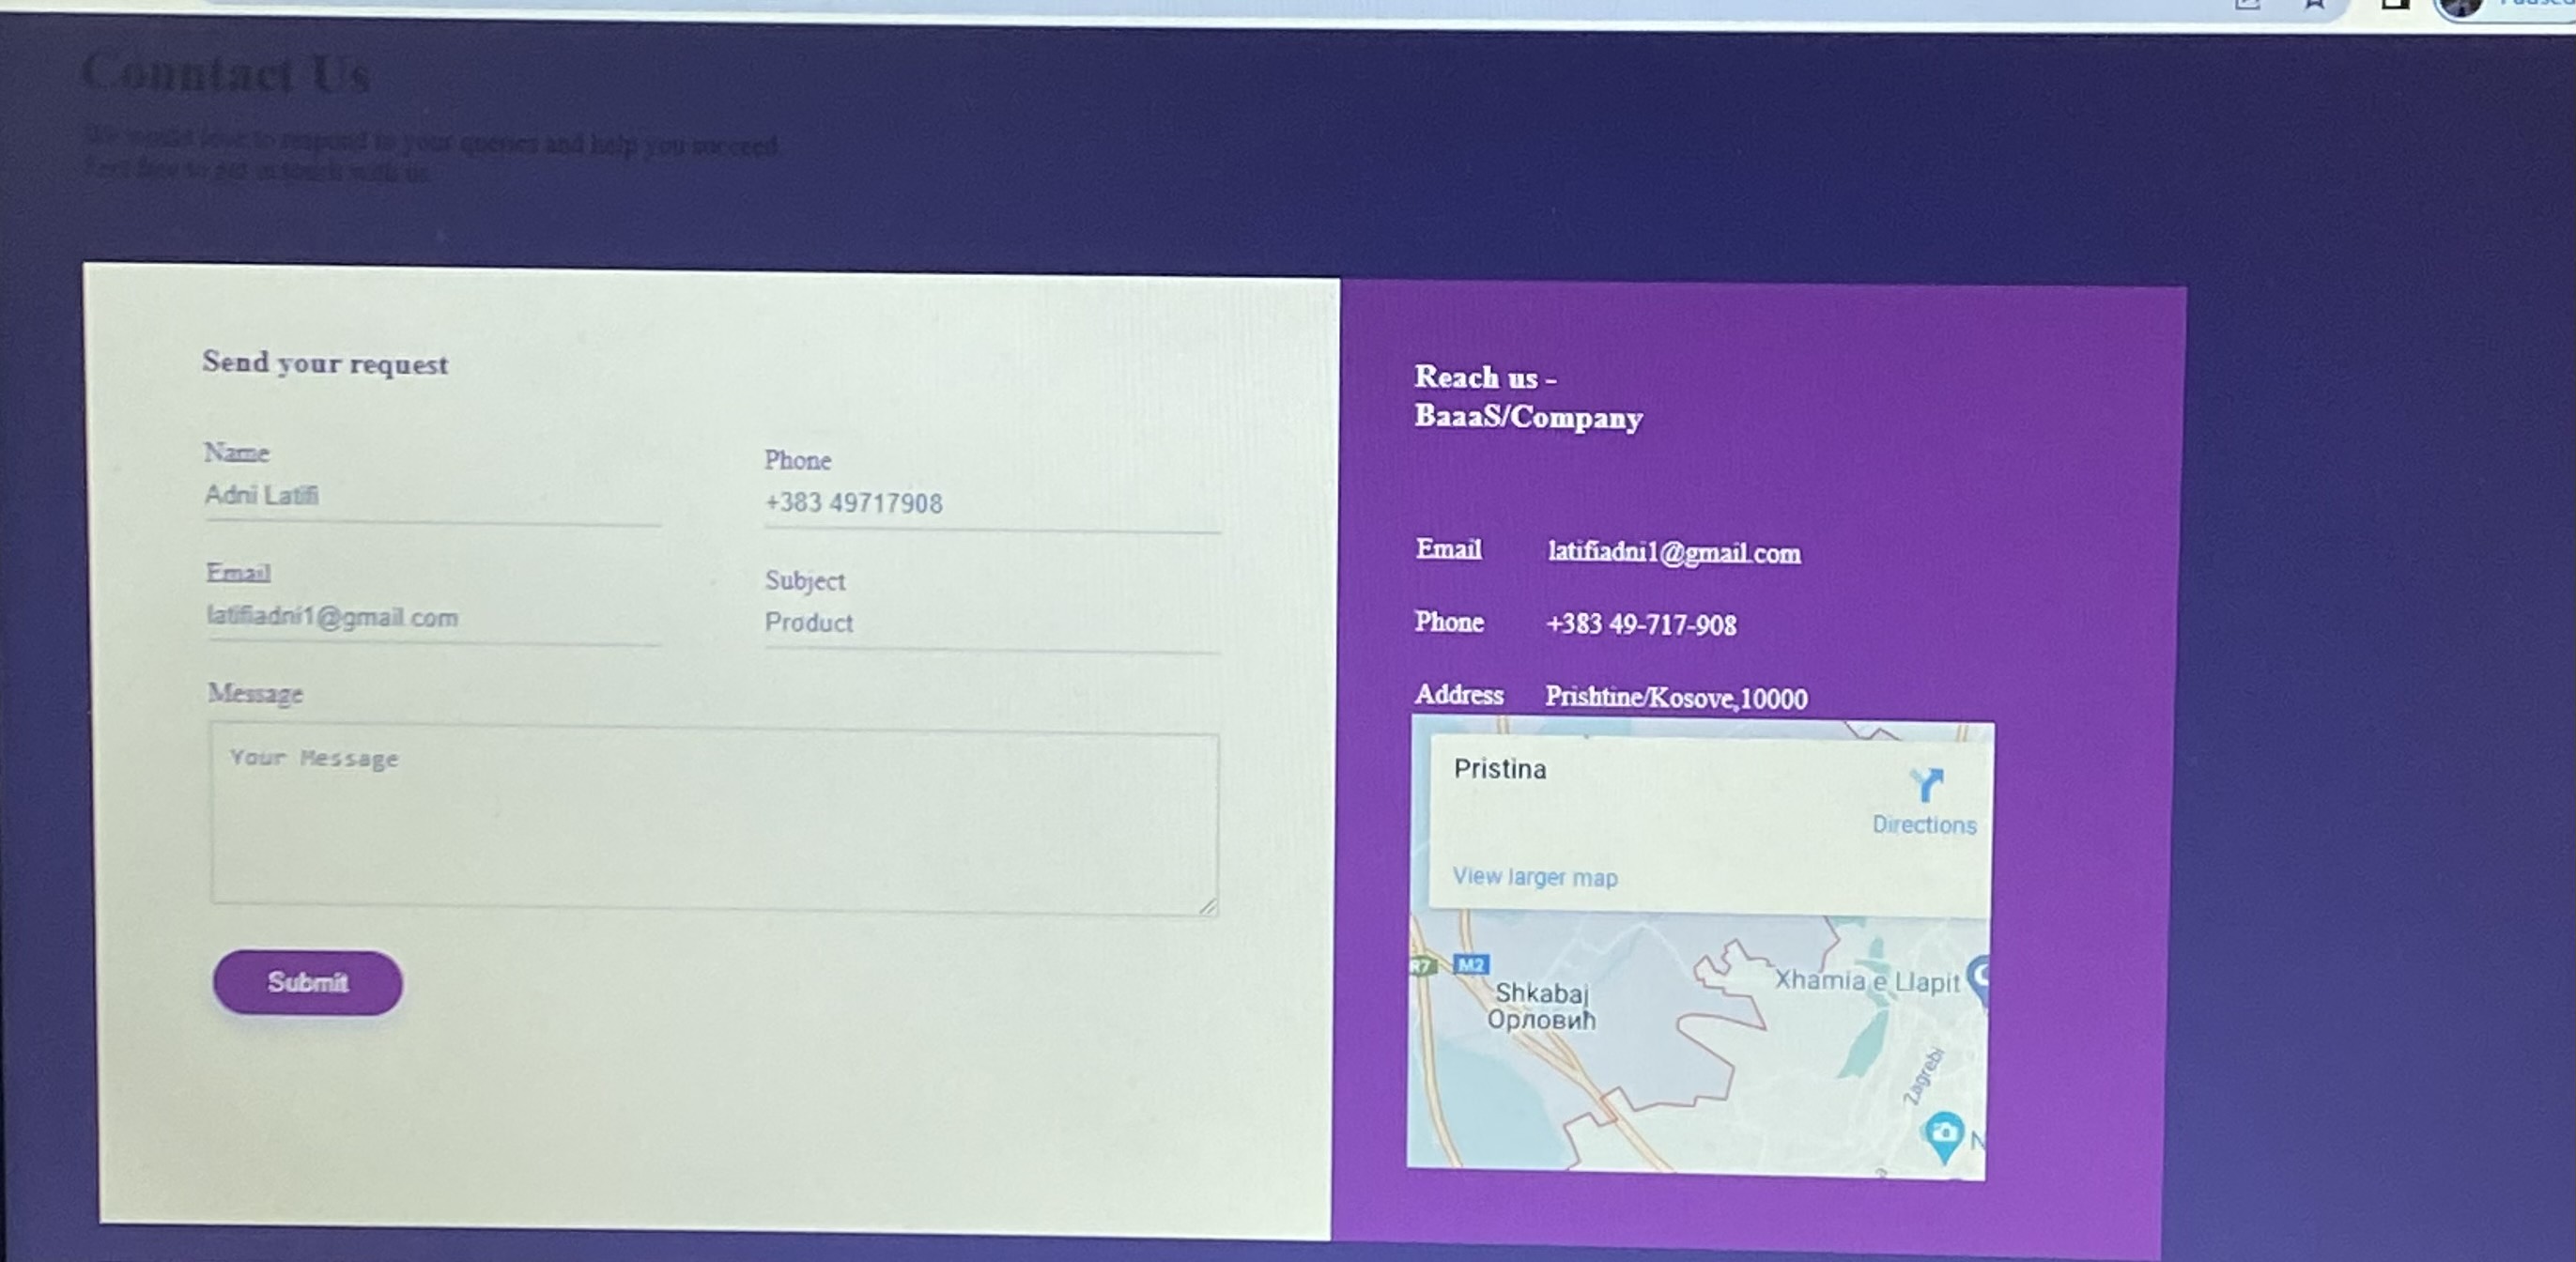 Conntact Us
We would love to respond to your queries and help you succeed.
Feel free to get in touch with us.
Send your request
Name
Adni Latifi
Phone
+383 49717908
Email
latifiadni1@gmail.com
Subject
Product
Message
Your Message
Submit
Reach us -
BaaaS/Company
Email latifiadni1@gmail.com
Phone +383 49-717-908
Address Prishtine/Kosove,10000
Pristina
Directions
View larger map
R7
M2
Shkabaj
Орловић
Xhamia e Llapit
Zagrebi
N